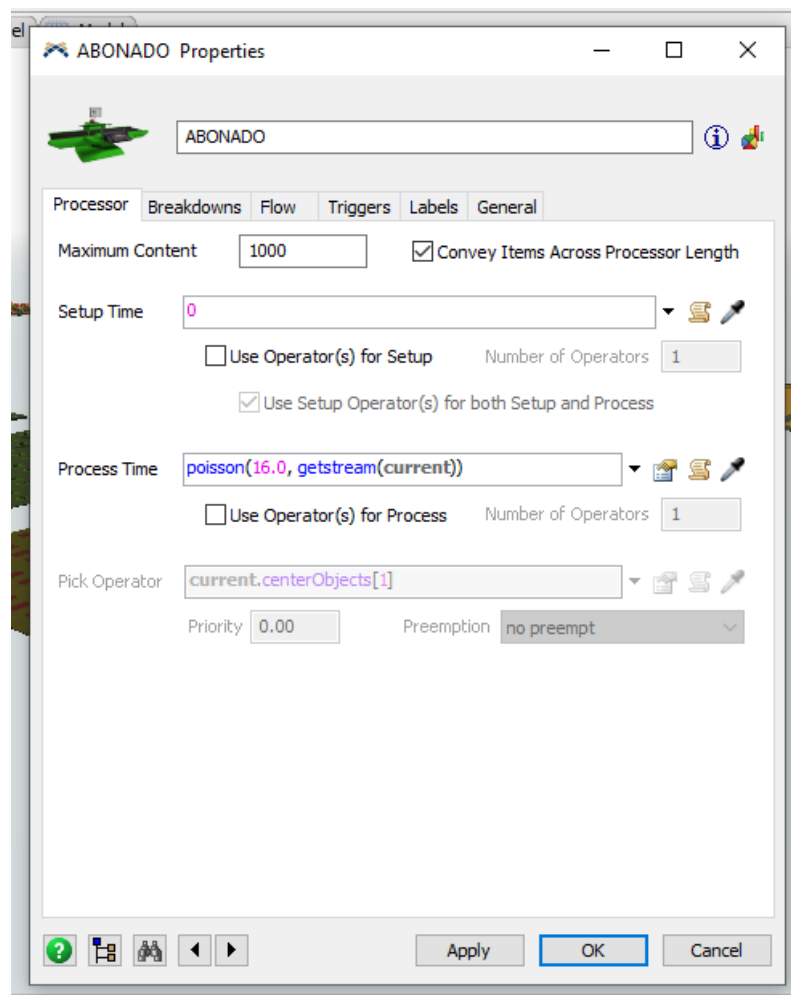 el
ABONADO Properties
ABONADO
Processor Breakdowns Flow Triggers Labels General
Maximum Content 1000 Convey Items Across Processor Length
Setup Time 0
Use Operator(s) for Setup Number of Operators 1
Use Setup Operator(s) for both Setup and Process
Process Time poisson(16.0, getstream(current))
Use Operator(s) for Process Number of Operators 1
Pick Operator current.centerObjects[1]
Priority 0.00 Preemption no preempt
Apply OK Cancel